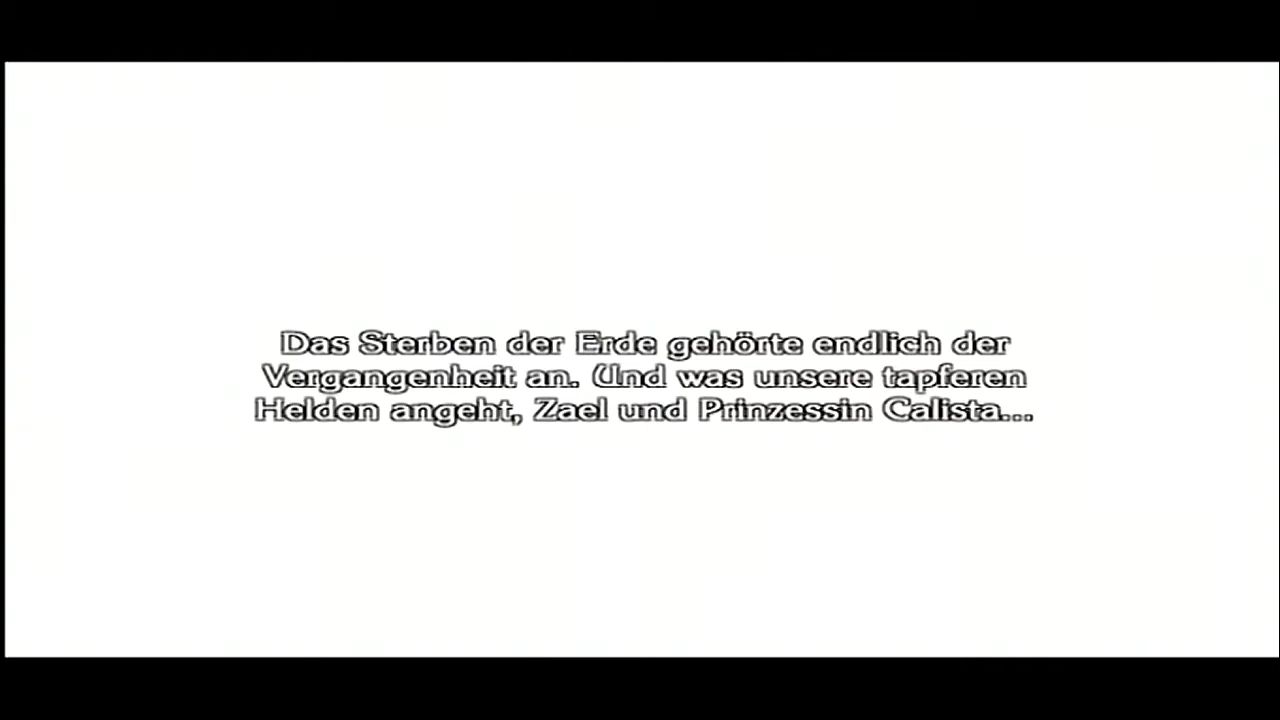 Das Sterben der Erde gehörte endlich der
Vergangenheit an. Und was unsere tapferen
Helden angeht, Zael und Prinzessin Calista...